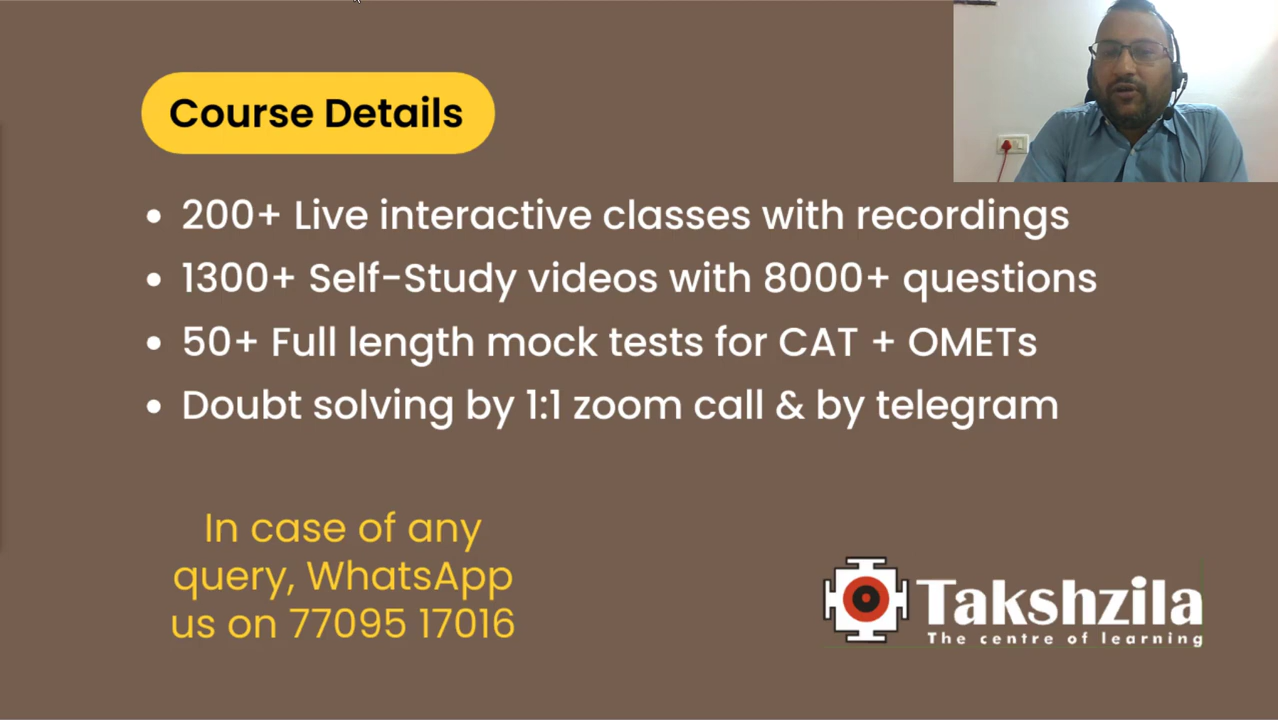 Course Details
• 200+ Live interactive classes with recordings
• 1300+ Self-Study videos with 8000+ questions
• 50+ Full length mock tests for CAT + OMETs
• Doubt solving by 1:1 zoom call & by telegram
In case of any
query, WhatsApp
us on 77095 17016
Takshzila
The centre of learning